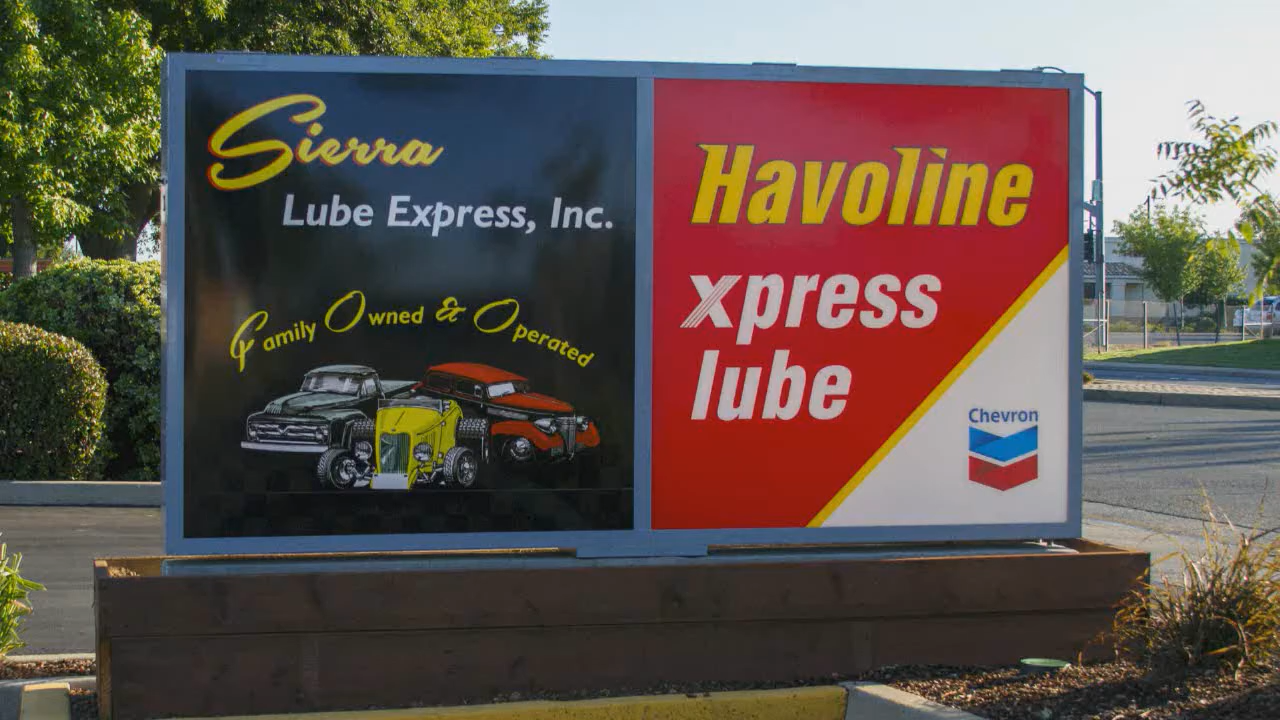 Sierra
Lube Express, Inc.
Family Owned & Operated
Havoline
xpress
lube
Chevron